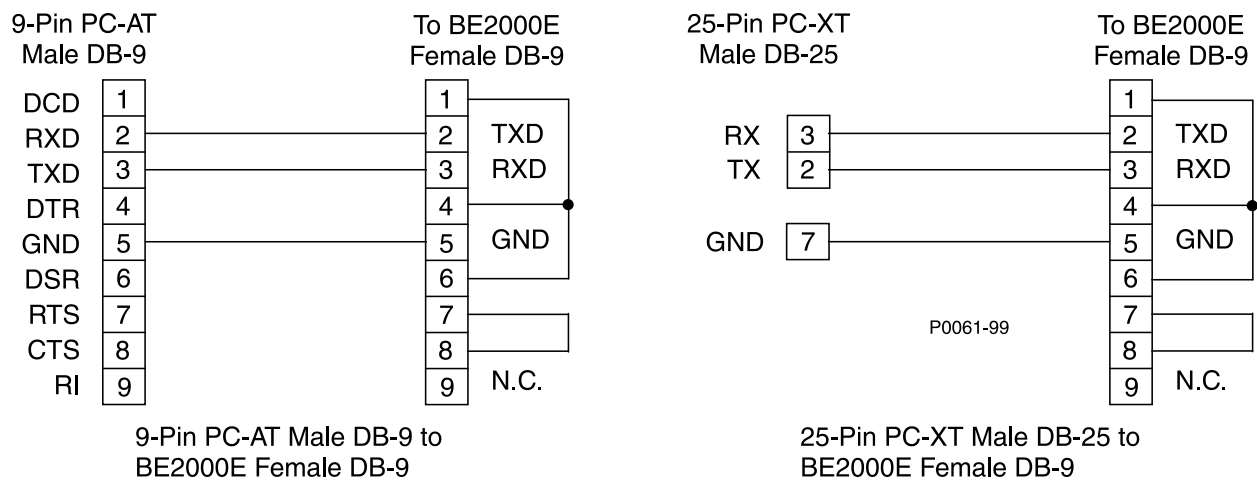 9-Pin PC-AT
Male DB-9
To BE2000E
Female DB-9
DCD 1
RXD 2
TXD 3
DTR 4
GND 5
DSR 6
RTS 7
CTS 8
RI 9
1
2 TXD
3 RXD
4
5 GND
6
7
8
9 N.C.
9-Pin PC-AT Male DB-9 to
BE2000E Female DB-9
25-Pin PC-XT
Male DB-25
To BE2000E
Female DB-9
RX 3
TX 2
GND 7
1
2 TXD
3 RXD
4
5 GND
6
7
8
9 N.C.
P0061-99
25-Pin PC-XT Male DB-25 to
BE2000E Female DB-9